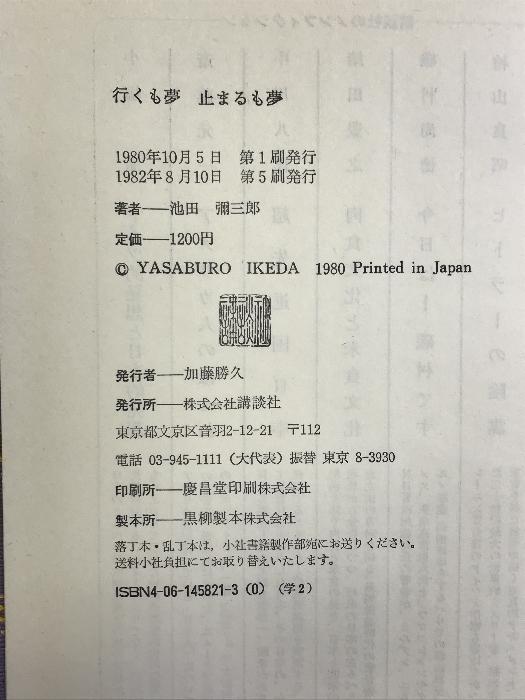 行くも夢　止まるも夢
1980年10月5日　第1刷発行
1982年8月10日　第5刷発行
著者——池田　彌三郎
定価——1200円
© YASABURO IKEDA 1980 Printed in Japan
発行者——加藤勝久
発行所——株式会社講談社
東京都文京区音羽2-12-21　〒112
電話 03-945-1111（大代表）振替 東京 8-3930
印刷所——慶昌堂印刷株式会社
製本所——黒柳製本株式会社
落丁本・乱丁本は，小社書籍製作部宛にお送りください。
送料小社負担にてお取り替えいたします。
ISBN4-06-145821-3 (0)　(学2)